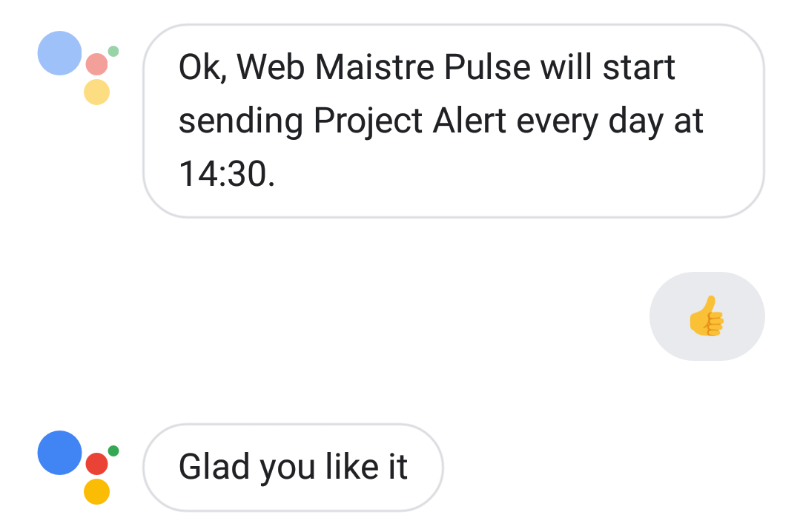 Ok, Web Maistre Pulse will start
sending Project Alert every day at
14:30.
👍
Glad you like it